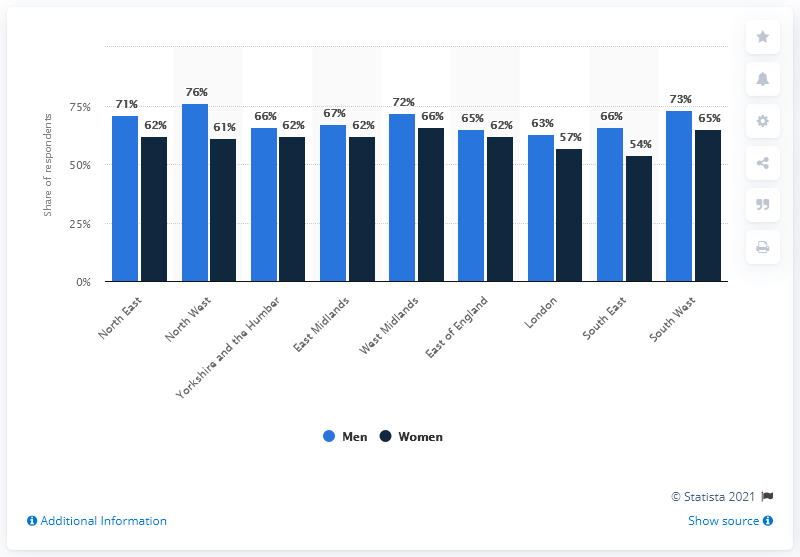 Share of respondents
75%
50%
25%
0%
71%
62%
76%
61%
66%
62%
67%
62%
72%
66%
65%
62%
63%
57%
66%
54%
73%
65%
North East
North West
Yorkshire and the Humber
East Midlands
West Midlands
East of England
London
South East
South West
Men Women
© Statista 2021
Additional Information
Show source